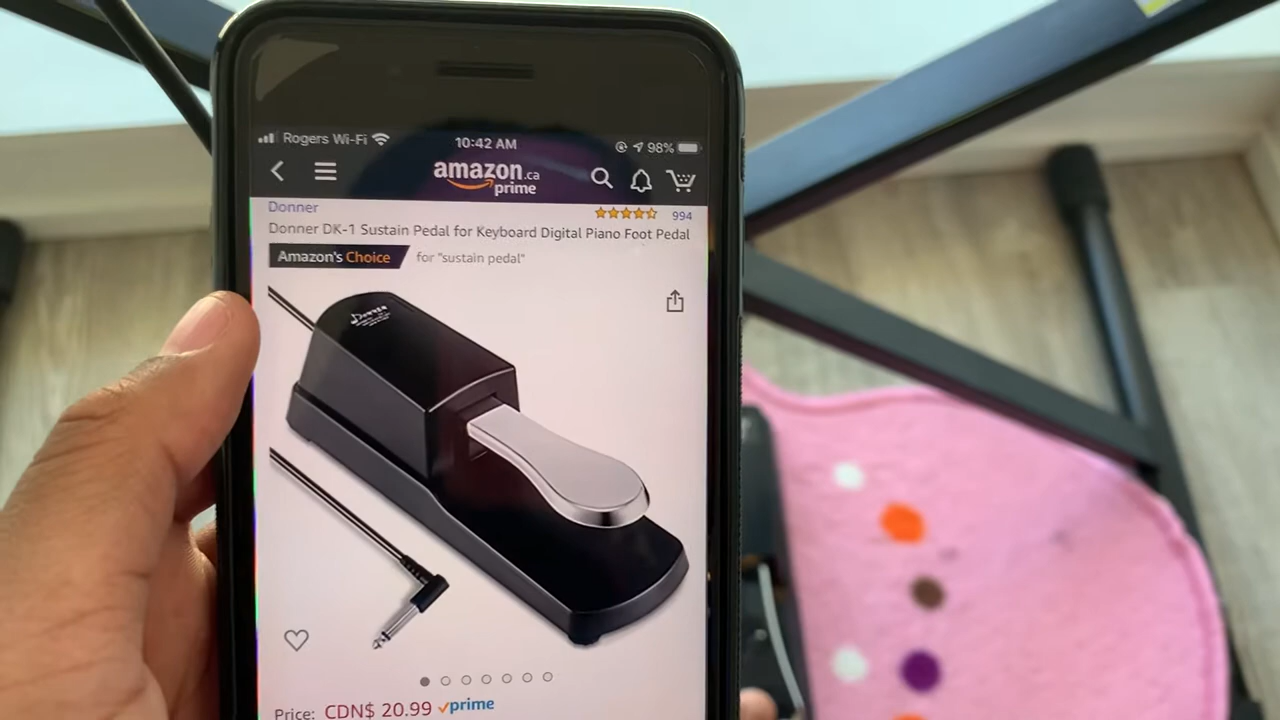 Rogers Wi-Fi 10:42 AM 98%
amazon.ca
prime
Donner 994
Donner DK-1 Sustain Pedal for Keyboard Digital Piano Foot Pedal
Amazon's Choice for "sustain pedal"
Donner
Price: CDN$ 20.99 prime